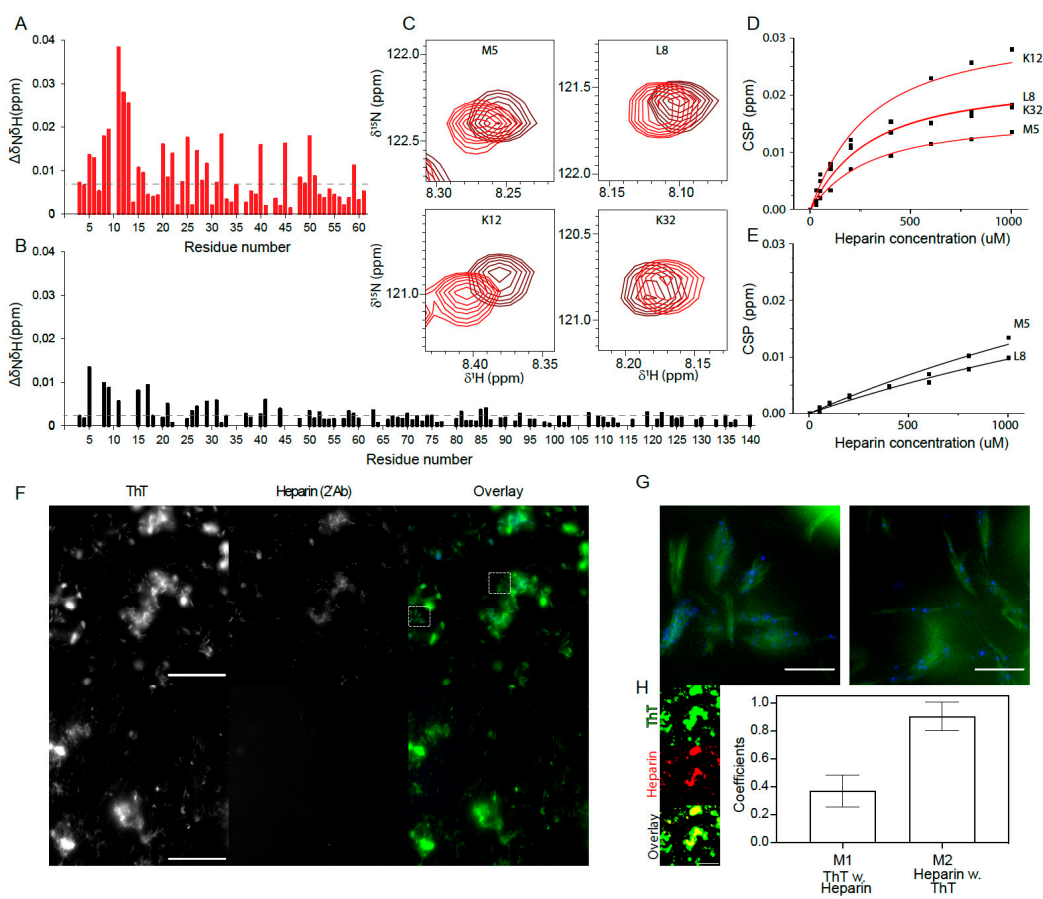 A
ΔδNδH(ppm)
0.04
0.03
0.02
0.01
0
5 10 15 20 25 30 35 40 45 50 55 60
Residue number
B
ΔδNδH(ppm)
0.04
0.03
0.02
0.01
0
5 10 11 20 25 30 35 40 45 50 55 60 65 70 75 80 85 90 95 100 105 110 115 120 125 130 135 140
Residue number
C
δ¹⁵N (ppm)
M5
122.0
122.5
8.30 8.25
L8
121.5
122.0
8.15 8.10
δ¹⁵N (ppm)
K12
121.0
8.40 8.35
δ¹H (ppm)
K32
120.5
121.0
8.20 8.15
δ¹H (ppm)
D
CSP (ppm)
0.03
0.02
0.01
0.00
0 500 1000
Heparin concentration (uM)
K12
L8
K32
M5
E
CSP (ppm)
0.03
0.02
0.01
0.00
0 500 1000
Heparin concentration (uM)
M5
L8
F
ThT Heparin (2'Ab) Overlay
G
H
ThT
Heparin
Overlay
Coefficients
1.0
0.8
0.6
0.4
0.2
0.0
M1
ThT w.
Heparin
M2
Heparin w.
ThT